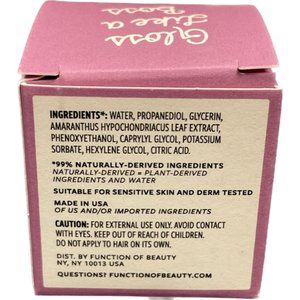 Gloss
Like a
Boss
INGREDIENTS*: WATER, PROPANEDIOL, GLYCERIN,
AMARANTHUS HYPOCHONDRIACUS LEAF EXTRACT,
PHENOXYETHANOL, CAPRYLYL GLYCOL, POTASSIUM
SORBATE, HEXYLENE GLYCOL, CITRIC ACID.
*99% NATURALLY-DERIVED INGREDIENTS
NATURALLY-DERIVED = PLANT-DERIVED
INGREDIENTS AND WATER
SUITABLE FOR SENSITIVE SKIN AND DERM TESTED
MADE IN USA
OF US AND/OR IMPORTED INGREDIENTS
CAUTION: FOR EXTERNAL USE ONLY. AVOID CONTACT
WITH EYES. KEEP OUT OF REACH OF CHILDREN.
DO NOT APPLY TO HAIR ON ITS OWN.
DIST. BY FUNCTION OF BEAUTY
NY, NY 10013 USA
QUESTIONS? FUNCTIONOFBEAUTY.COM